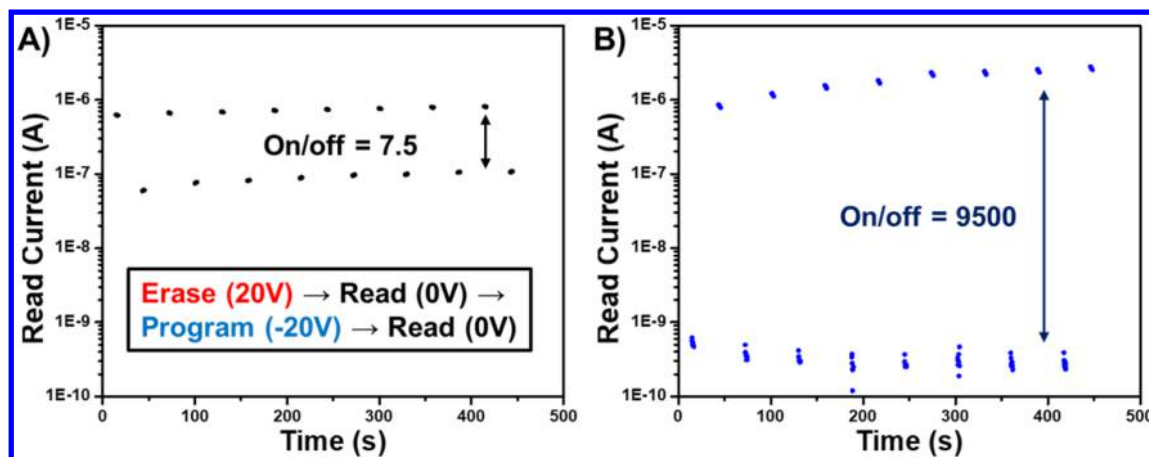 A)
Read Current (A)
1E-5
1E-6
1E-7
1E-8
1E-9
1E-10
On/off = 7.5
Erase (20V) → Read (0V) →
Program (-20V) → Read (0V)
0 100 200 300 400 500
Time (s)
B)
Read Current (A)
1E-5
1E-6
1E-7
1E-8
1E-9
1E-10
On/off = 9500
0 100 200 300 400 500
Time (s)